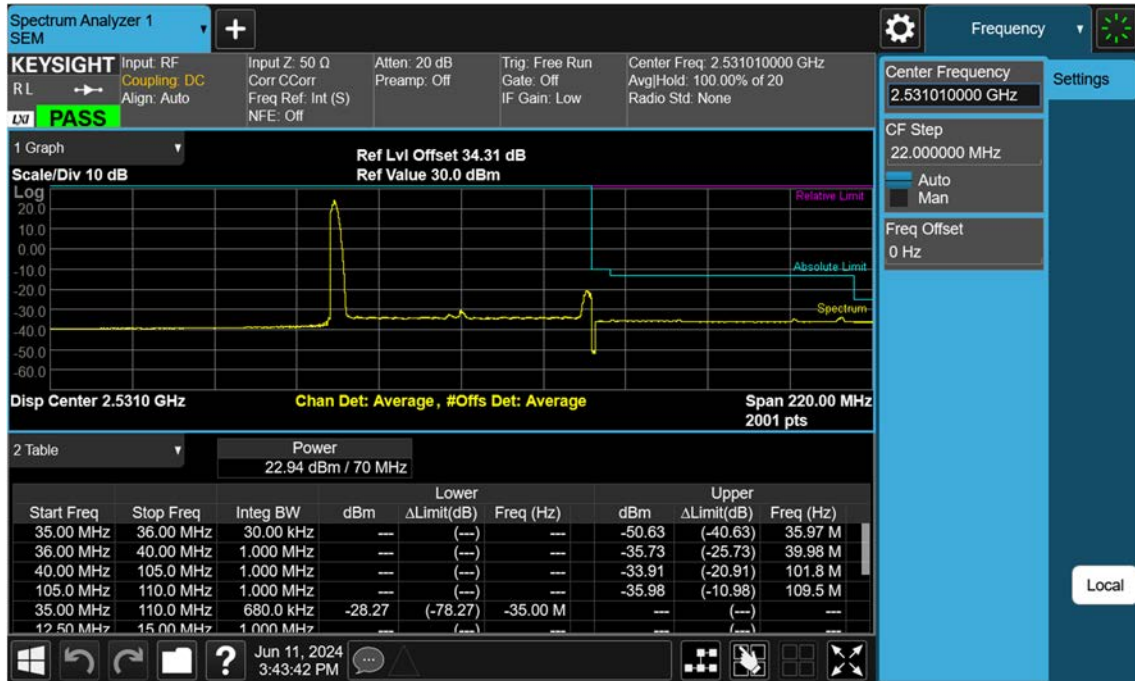 Spectrum Analyzer 1
SEM
Frequency
KEYSIGHT
R L
LXI
PASS
Input: RF
Coupling: DC
Align: Auto
Input Z: 50 Ω
Corr CCorr
Freq Ref: Int (S)
NFE: Off
Atten: 20 dB
Preamp: Off
Trig: Free Run
Gate: Off
IF Gain: Low
Center Freq: 2.531010000 GHz
Avg|Hold: 100.00% of 20
Radio Std: None
Center Frequency
2.531010000 GHz
Settings
CF Step
22.000000 MHz
Auto
Man
Freq Offset
0 Hz
Local
1 Graph
Scale/Div 10 dB
Ref Lvl Offset 34.31 dB
Ref Value 30.0 dBm
Log
20.0
10.0
0.00
-10.0
-20.0
-30.0
-40.0
-50.0
-60.0
Relative Limit
Absolute Limit
Spectrum
Disp Center 2.5310 GHz
Chan Det: Average, #Offs Det: Average
Span 220.00 MHz
2001 pts
2 Table
Power
22.94 dBm / 70 MHz
Lower Upper
Start Freq Stop Freq Integ BW dBm ΔLimit(dB) Freq (Hz) dBm ΔLimit(dB) Freq (Hz)
35.00 MHz 36.00 MHz 30.00 kHz --- (---) --- -50.63 (-40.63) 35.97 M
36.00 MHz 40.00 MHz 1.000 MHz --- (---) --- -35.73 (-25.73) 39.98 M
40.00 MHz 105.0 MHz 1.000 MHz --- (---) --- -33.91 (-20.91) 101.8 M
105.0 MHz 110.0 MHz 1.000 MHz --- (---) --- -35.98 (-10.98) 109.5 M
35.00 MHz 110.0 MHz 680.0 kHz -28.27 (-78.27) -35.00 M --- (---) ---
12.50 MHz 15.00 MHz 1.000 MHz --- (---) --- --- (---) ---
?
Jun 11, 2024
3:43:42 PM